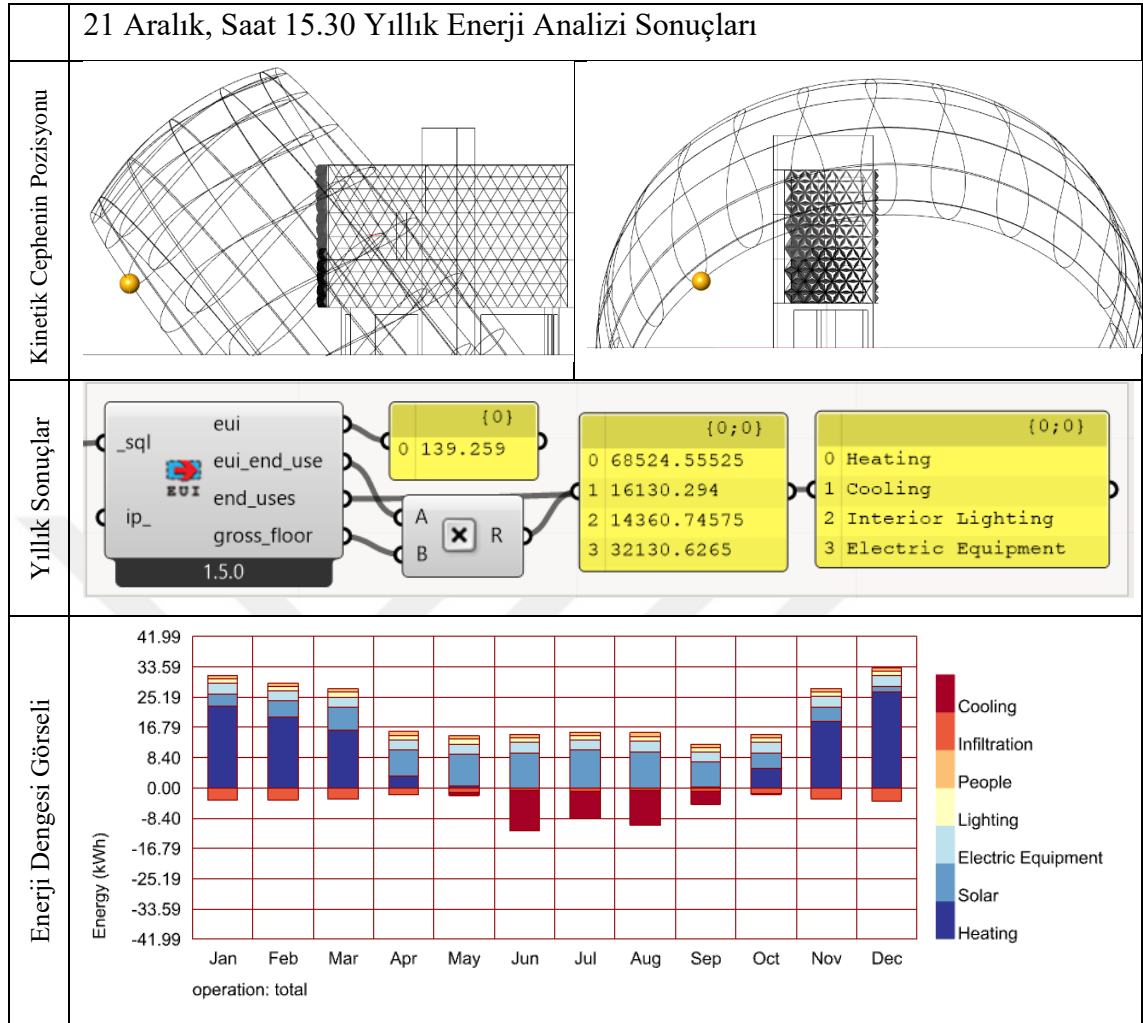 21 Aralık, Saat 15.30 Yıllık Enerji Analizi Sonuçları
Kinetik Cephenin Pozisyonu
Yıllık Sonuçlar
_sql
ip_
EUI
eui
eui_end_use
end_uses
gross_floor
1.5.0
{0}
0 139.259
A
B
R
{0;0}
0 68524.55525
1 16130.294
2 14360.74575
3 32130.6265
{0;0}
0 Heating
1 Cooling
2 Interior Lighting
3 Electric Equipment
Enerji Dengesi Görseli
Energy (kWh)
41.99
33.59
25.19
16.79
8.40
0.00
-8.40
-16.79
-25.19
-33.59
-41.99
Jan Feb Mar Apr May Jun Jul Aug Sep Oct Nov Dec
operation: total
Cooling
Infiltration
People
Lighting
Electric Equipment
Solar
Heating